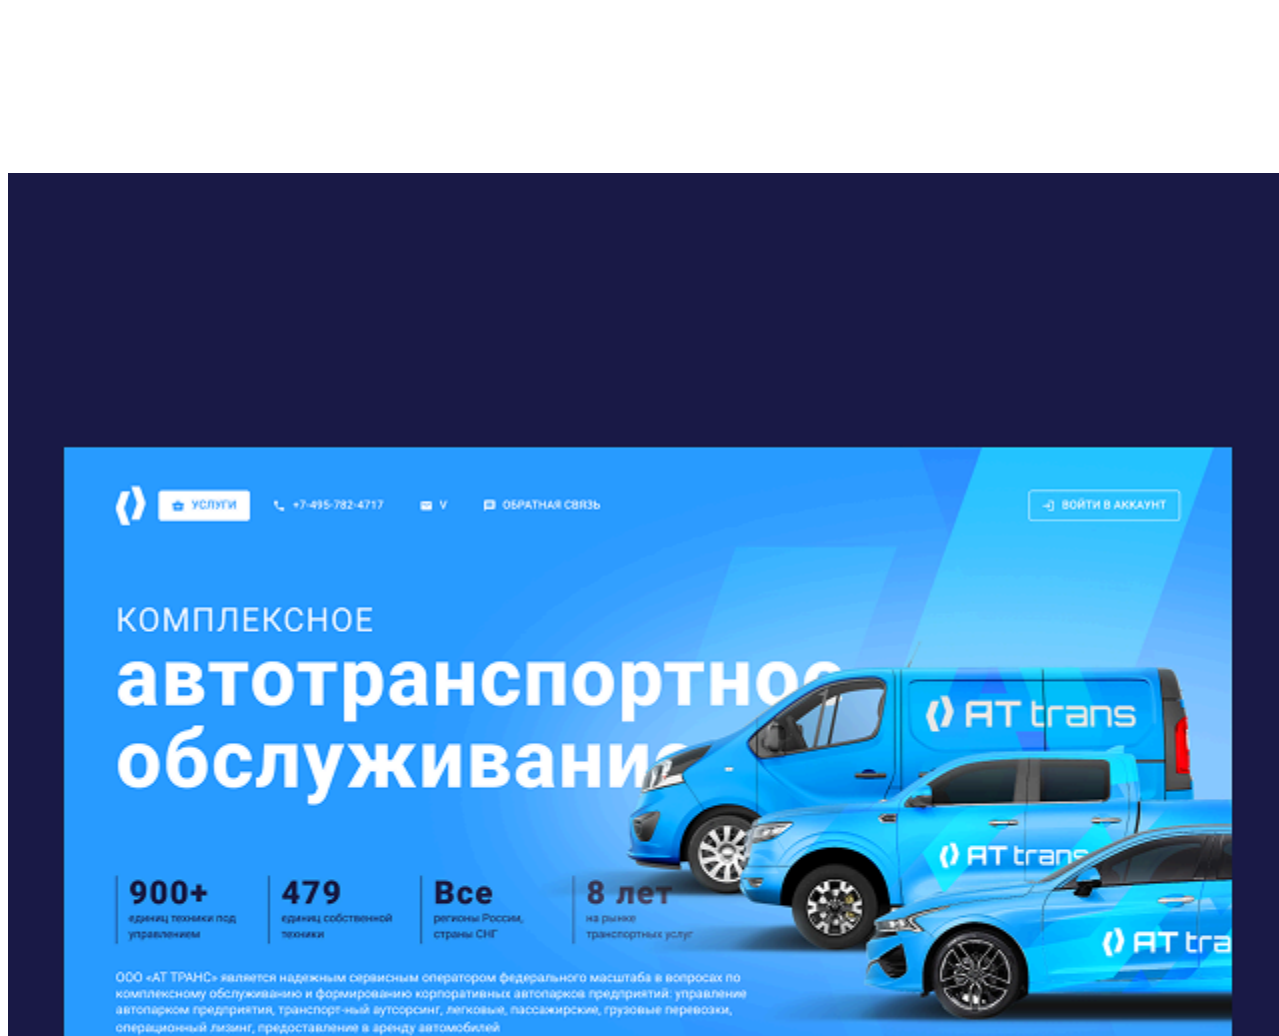 УСЛУГИ +7-495-782-4717 V ОБРАТНАЯ СВЯЗЬ ВОЙТИ В АККАУНТ
КОМПЛЕКСНОЕ
автотранспортное
обслуживание
AT trans
AT trans
AT tra
900+
единиц техники под
управлением
479
единиц собственной
техники
Все
регионы России,
страны СНГ
8 лет
на рынке
транспортных услуг
ООО «АТ ТРАНС» является надежным сервисным оператором федерального масштаба в вопросах по
комплексному обслуживанию и формированию корпоративных автопарков предприятий: управление
автопарком предприятия, транспорт-ный аутсорсинг, легковые, пассажирские, грузовые перевозки,
операционный лизинг, предоставление в аренду автомобилей